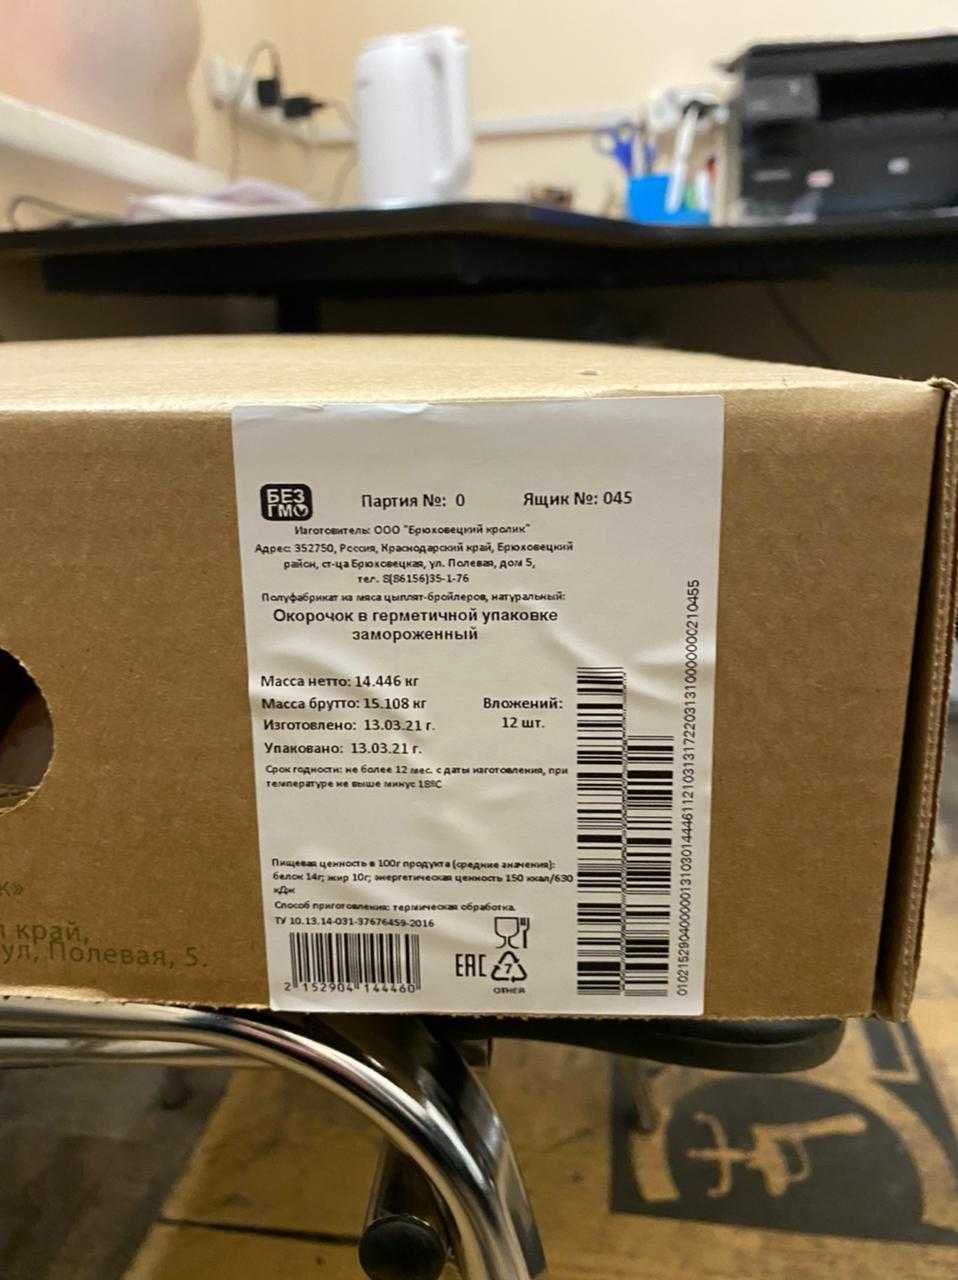 БЕЗ
ГМО
Партия №: 0
Ящик №: 045
Изготовитель: ООО "Брюховецкий кролик"
Адрес: 352750, Россия, Краснодарский край, Брюховецкий
район, ст-ца Брюховецкая, ул. Полевая, дом 5,
тел. 8(86156)35-1-76
Полуфабрикат из мяса цыплят-бройлеров, натуральный:
Окорочок в герметичной упаковке
замороженный
Масса нетто: 14.446 кг
Масса брутто: 15.108 кг
Вложений:
Изготовлено: 13.03.21 г.
12 шт.
Упаковано: 13.03.21 г.
Срок годности: не более 12 мес. с даты изготовления, при
температуре не выше минус 18ºС
Пищевая ценность в 100г продукта (средние значения):
белок 14г; жир 10г; энергетическая ценность 150 ккал/630
кДж
Способ приготовления: термическая обработка.
ТУ 10.13.14-031-37676459-2016
2 152904 144460
EAC
7
OTHER
край,
ул. Полевая, 5.